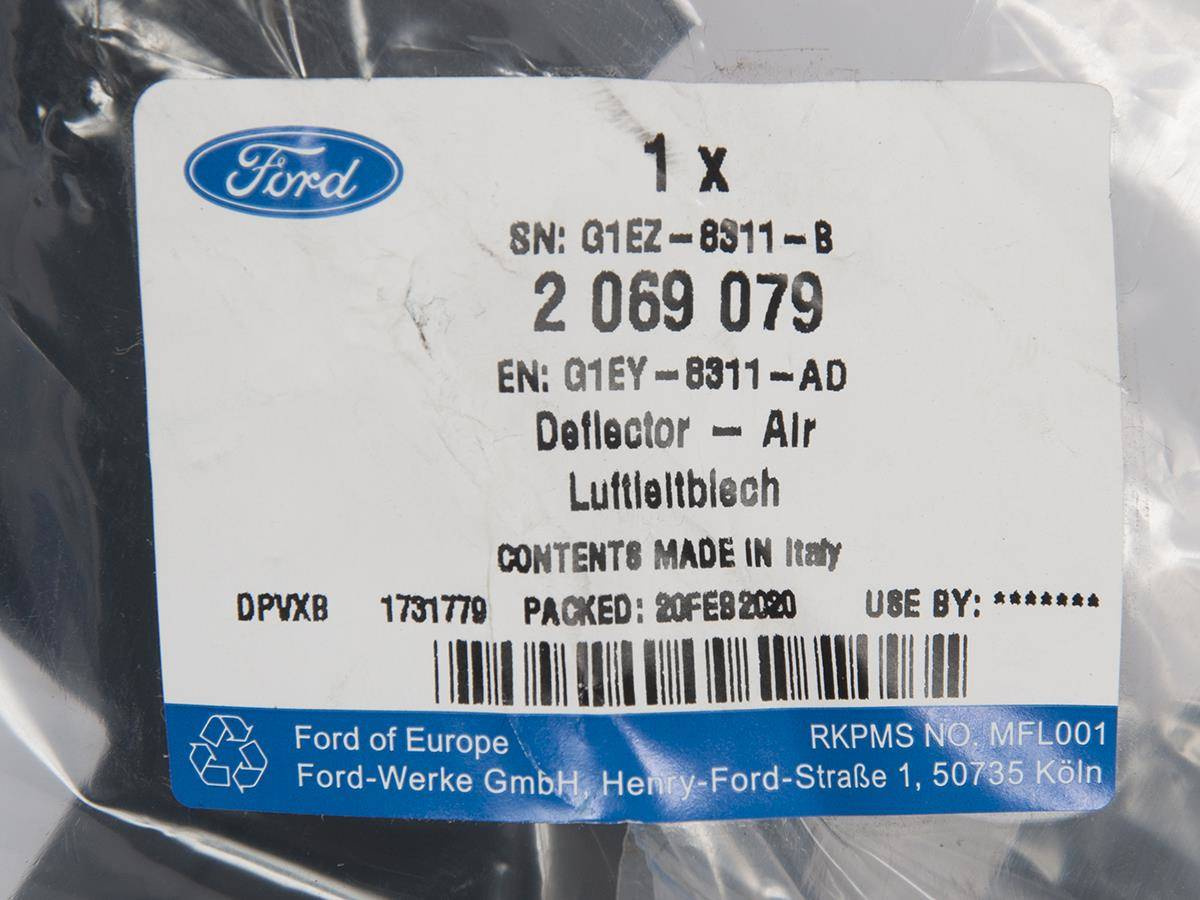 Ford
1 x
SN: G1EZ-8311-B
2 069 079
EN: G1EY-8311-AD
Deflector - Air
Luftleitblech
CONTENTS MADE IN Italy
DPVXB 1731779 PACKED: 20FEB2020 USE BY: *******
Ford of Europe RKPMS NO. MFL001
Ford-Werke GmbH, Henry-Ford-Straße 1, 50735 Köln